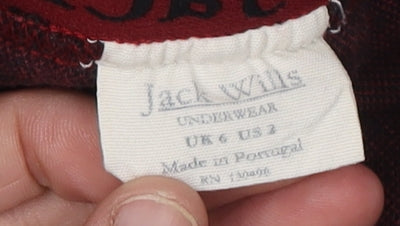 Jack Wills
UNDERWEAR
UK 6 US 2
Made in Portugal
RN